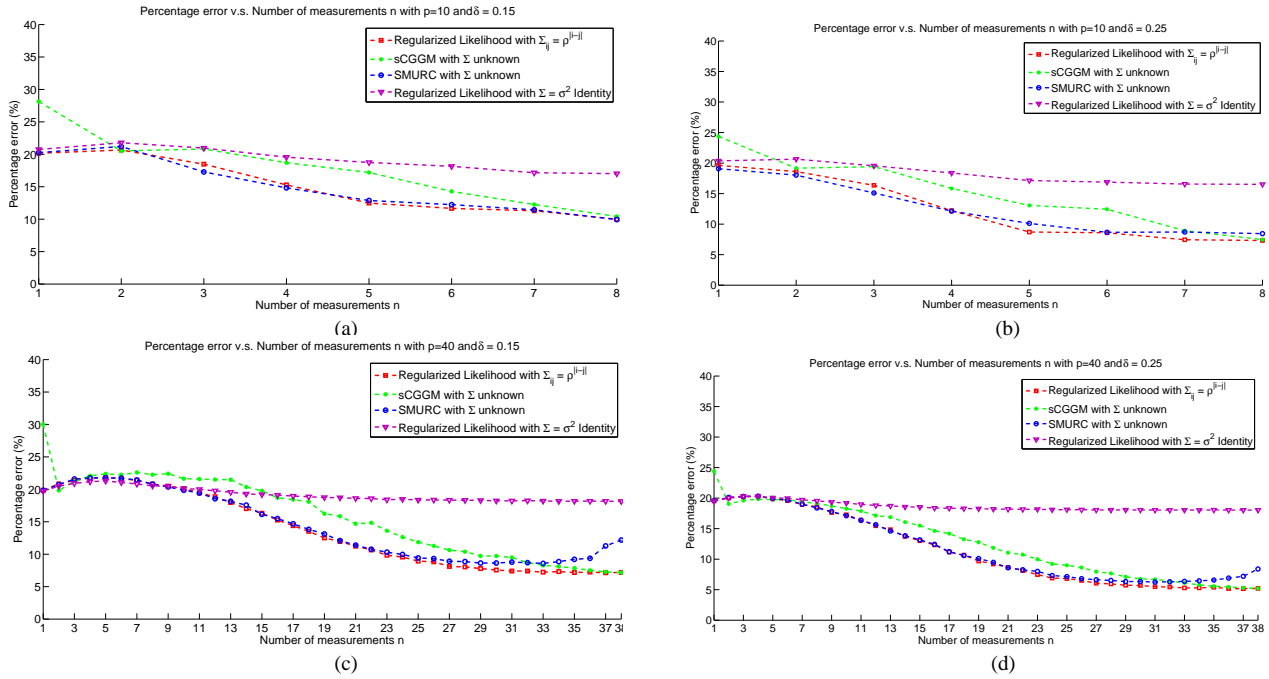 Percentage error v.s. Number of measurements n with p=10 and δ = 0.15
Percentage error (%)
40
35
30
25
20
15
10
5
0
Regularized Likelihood with Σij = ρ|i−j|
sCGGM with Σ unknown
SMURC with Σ unknown
Regularized Likelihood with Σ = σ2 Identity
1 2 3 4 5 6 7 8
Number of measurements n
(a)
Percentage error v.s. Number of measurements n with p=10 and δ = 0.25
Percentage error (%)
40
35
30
25
20
15
10
5
0
Regularized Likelihood with Σij = ρ|i−j|
sCGGM with Σ unknown
SMURC with Σ unknown
Regularized Likelihood with Σ = σ2 Identity
1 2 3 4 5 6 7 8
Number of measurements n
(b)
Percentage error v.s. Number of measurements n with p=40 and δ = 0.15
Percentage error (%)
40
35
30
25
20
15
10
5
0
Regularized Likelihood with Σij = ρ|i−j|
sCGGM with Σ unknown
SMURC with Σ unknown
Regularized Likelihood with Σ = σ2 Identity
1 3 5 7 9 11 13 15 17 19 21 23 25 27 29 31 33 35 37 38
Number of measurements n
(c)
Percentage error v.s. Number of measurements n with p=40 and δ = 0.25
Percentage error (%)
40
35
30
25
20
15
10
5
0
Regularized Likelihood with Σij = ρ|i−j|
sCGGM with Σ unknown
SMURC with Σ unknown
Regularized Likelihood with Σ = σ2 Identity
1 3 5 7 9 11 13 15 17 19 21 23 25 27 29 31 33 35 37 38
Number of measurements n
(d)